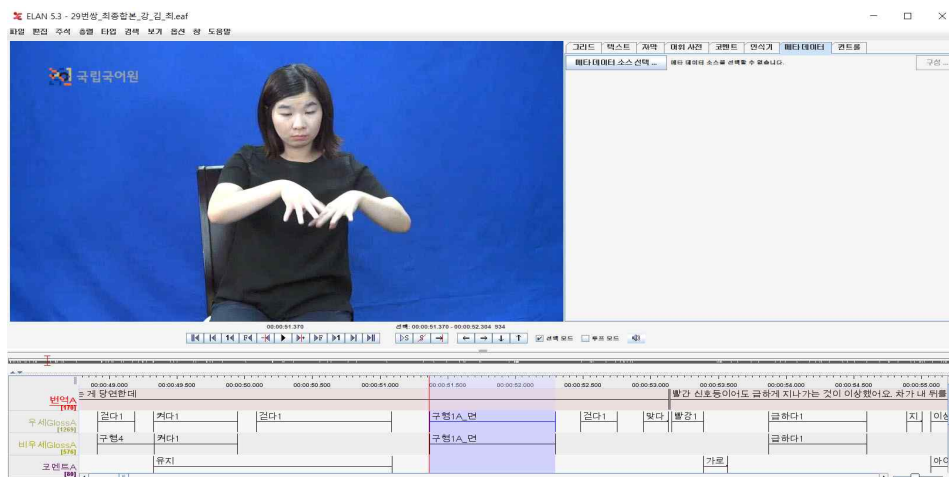 ELAN 5.3 - 29번쌍_최종합본_강_김_최.eaf
파일 편집 주석 층렬 타입 검색 보기 옵션 창 도움말
국립국어원
그리드 텍스트 자막 어휘 사전 코멘트 인식기 메타데이터 컨트롤
메타 데이터 소스 선택 ... 메타 데이터 소스를 선택할 수 없습니다. 구성 ...
00:00:51.370 선택: 00:00:51.370 - 00:00:52.304 934
선택 모드 루프 모드
00:00:49.000 00:00:49.500 00:00:50.000 00:00:50.500 00:00:51.000 00:00:51.500 00:00:52.000 00:00:52.500 00:00:53.000 00:00:53.500 00:00:54.000 00:00:54.500 00:00:55.000
번역A 게 당연한데 빨간 신호등이어도 급하게 지나가는 것이 이상했어요. 차가 내 뒤를
[178]
우세GlossA 걷다1 켜다1 걷다1 구행1A_면 걷다1 맞다 빨강1 급하다1 지
[1269]
비우세GlossA 구행4 켜다1 구행1A_면 급하다1
[576]
코멘트A 유지 가로
[60]